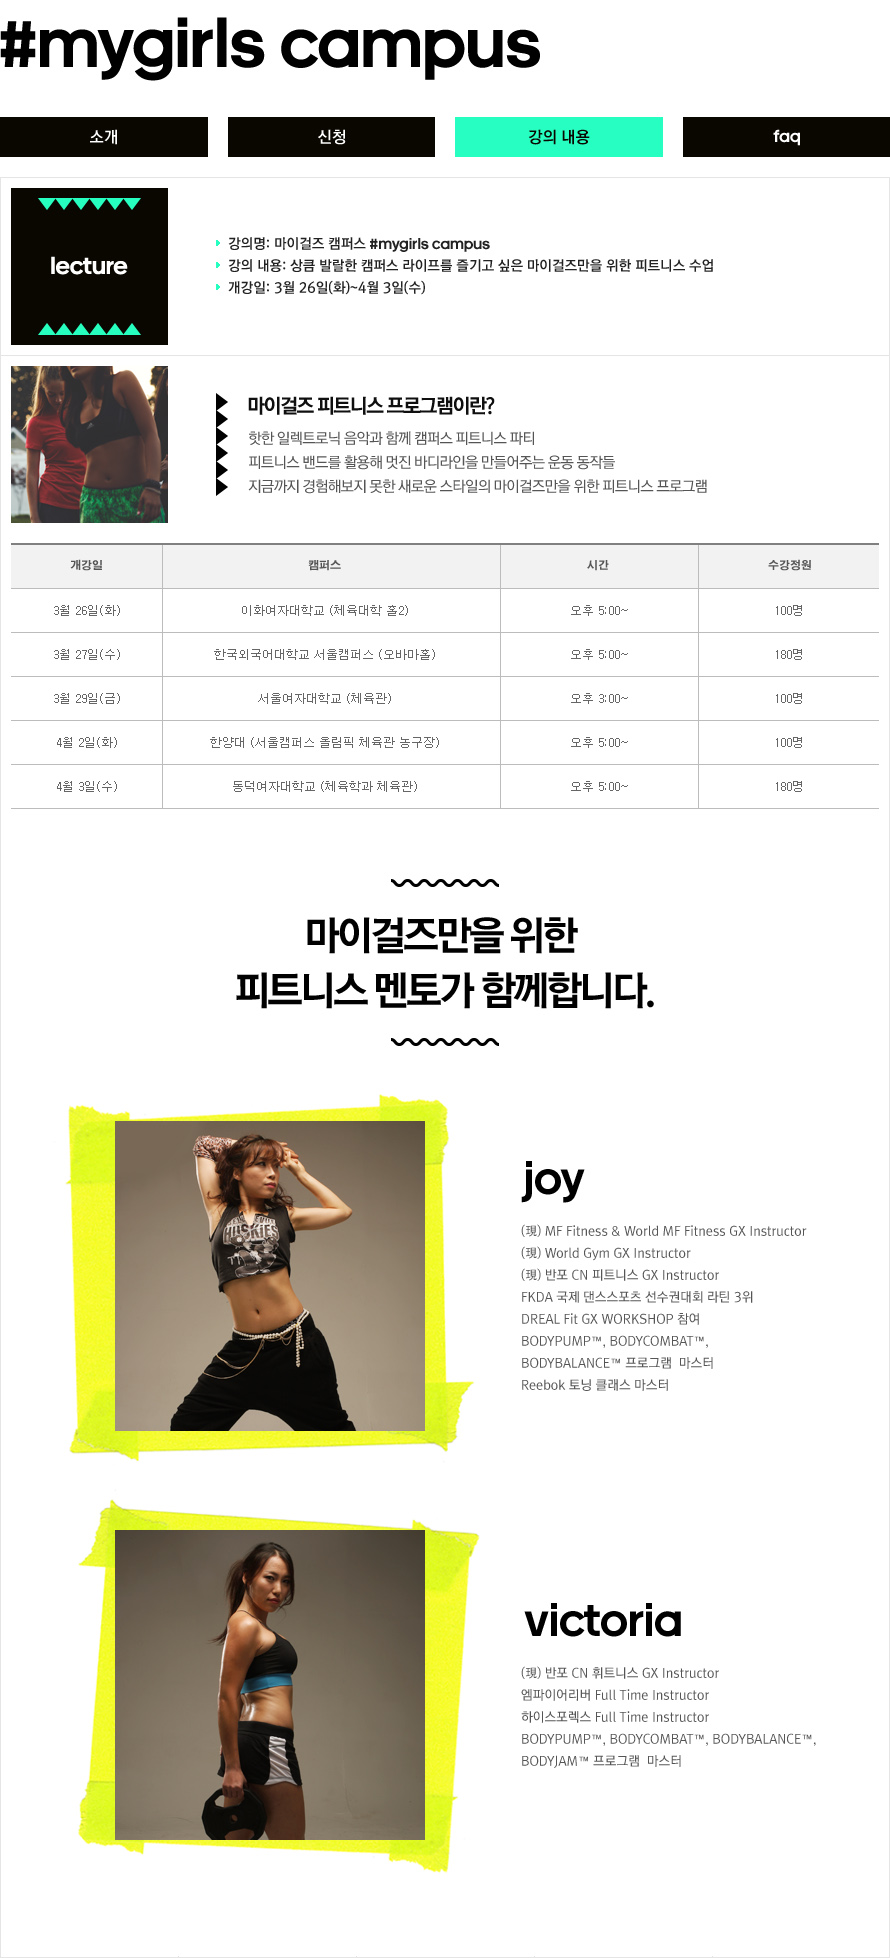 #mygirls campus
소개
신청
강의 내용
faq
lecture
강의명: 마이걸즈 캠퍼스 #mygirls campus
강의 내용: 상큼 발랄한 캠퍼스 라이프를 즐기고 싶은 마이걸즈만을 위한 피트니스 수업
개강일: 3월 26일(화)~4월 3일(수)
마이걸즈 피트니스 프로그램이란?
핫한 일렉트로닉 음악과 함께 캠퍼스 피트니스 파티
피트니스 밴드를 활용해 멋진 바디라인을 만들어주는 운동 동작들
지금까지 경험해보지 못한 새로운 스타일의 마이걸즈만을 위한 피트니스 프로그램
개강일 캠퍼스 시간 수강정원
3월 26일(화) 이화여자대학교 (체육대학 홀2) 오후 5:00~ 100명
3월 27일(수) 한국외국어대학교 서울캠퍼스 (오바마홀) 오후 5:00~ 180명
3월 29일(금) 서울여자대학교 (체육관) 오후 3:00~ 100명
4월 2일(화) 한양대 (서울캠퍼스 올림픽 체육관 농구장) 오후 5:00~ 100명
4월 3일(수) 동덕여자대학교 (체육학과 체육관) 오후 5:00~ 180명
마이걸즈만을 위한
피트니스 멘토가 함께합니다.
HUSKIES
joy
(現) MF Fitness & World MF Fitness GX Instructor
(現) World Gym GX Instructor
(現) 반포 CN 피트니스 GX Instructor
FKDA 국제 댄스스포츠 선수권대회 라틴 3위
DREAL Fit GX WORKSHOP 참여
BODYPUMP™, BODYCOMBAT™,
BODYBALANCE™ 프로그램 마스터
Reebok 토닝 클래스 마스터
victoria
(現) 반포 CN 휘트니스 GX Instructor
엠파이어리버 Full Time Instructor
하이스포렉스 Full Time Instructor
BODYPUMP™, BODYCOMBAT™, BODYBALANCE™,
BODYJAM™ 프로그램 마스터